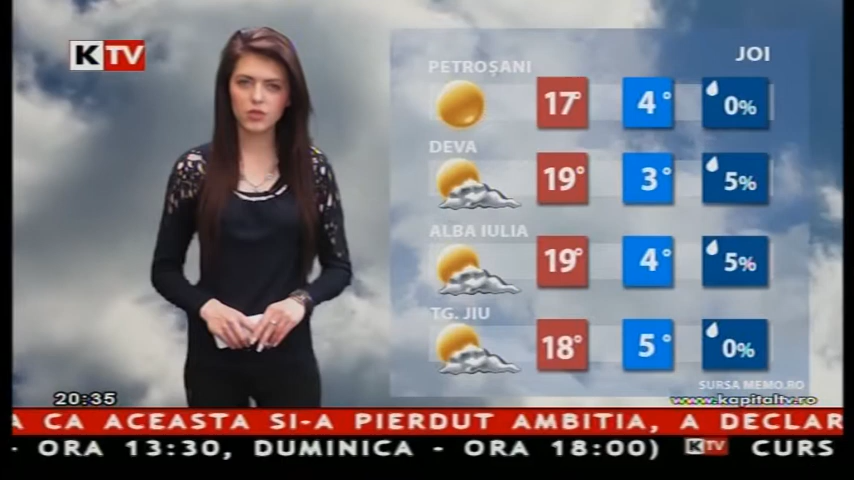 KTV
JOI
PETROȘANI
17° 4° 0%
DEVA
19° 3° 5%
ALBA IULIA
19° 4° 5%
TG. JIU
18° 5° 0%
SURSA MEMO.RO
20:35 www.kapitaltv.ro
A CA ACEASTA SI-A PIERDUT AMBITIA, A DECLAR
- ORA 13:30, DUMINICA - ORA 18:00) KTV CURS